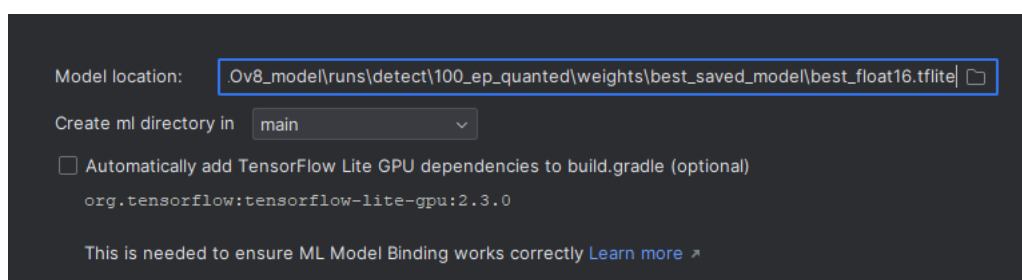 Model location: .Ov8_model\runs\detect\100_ep_quanted\weights\best_saved_model\best_float16.tflite
Create ml directory in main
Automatically add TensorFlow Lite GPU dependencies to build.gradle (optional)
org.tensorflow:tensorflow-lite-gpu:2.3.0
This is needed to ensure ML Model Binding works correctly Learn more ↗